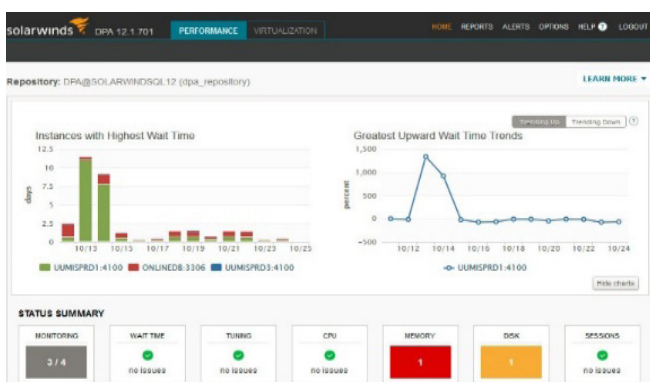 solarwinds DPA 12.1.701 PERFORMANCE VIRTUALIZATION HOME REPORTS ALERTS OPTIONS HELP ? LOGOUT
Repository: DPA@SOLARWINDSQL12 (dpa_repository) LEARN MORE
Trending Up Trending Down ?
Instances with Highest Wait Time
12.5
10
7.5
5
2.5
0
days
10/13 10/15 10/17 10/19 10/21 10/23 10/25
UUMISPRD1:4100 ONLINEDB:3306 UUMISPRD3:4100
Greatest Upward Wait Time Trends
1,500
1,000
500
0
-500
percent
10/12 10/14 10/16 10/18 10/20 10/22 10/24
UUMISPRD1:4100
Hide charts
STATUS SUMMARY
MONITORING WAIT TIME TUNING CPU MEMORY DISK SESSIONS
3 / 4 no issues no issues no issues 1 1 no issues